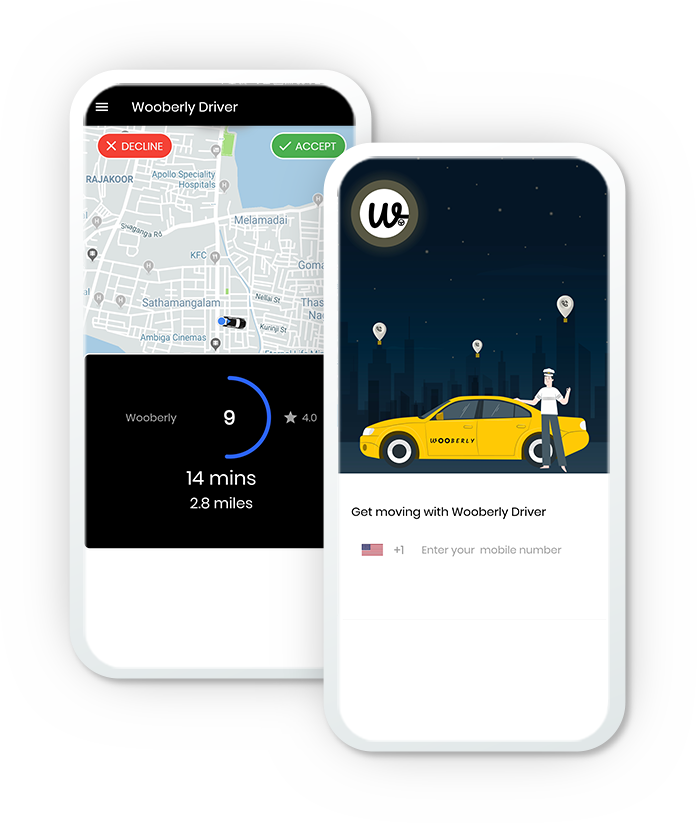 Wooberly Driver
DECLINE
ACCEPT
RAJAKOOR
Apollo Speciality
Hospitals
Melamadai
Sivaganga Rd
KFC
Goma
Nellai St
Sathamangalam
Thas
Na
Kurinji St
Ambiga Cinemas
Wooberly
9
4.0
14 mins
2.8 miles
w
WOOBERLY
Get moving with Wooberly Driver
+1 Enter your mobile number